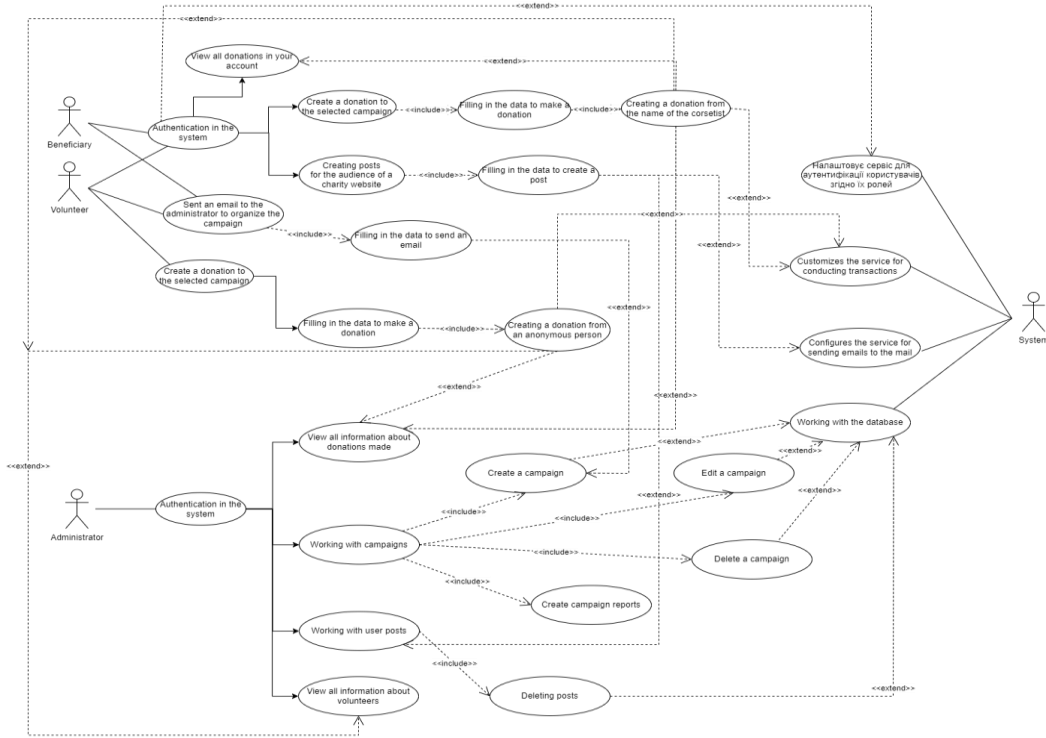 <<extend>>
<<extend>>
View all donations in your
account
<<extend>>
Beneficiary
Authentication in the
system
Create a donation to
the selected campaign
<<include>>
Filling in the data to make a
donation
<<include>>
Creating a donation from
the name of the corsetist
Volunteer
Creating posts
for the audience of a
charity website
<<include>>
Filling in the data to create a
post
Налаштовує сервіс для
аутентифікації користувачів
згідно їх ролей
<<extend>>
Sent an email to the
administrator to organize the
campaign
<<include>>
Filling in the data to send an
email
<<extend>>
<<extend>>
Create a donation to
the selected campaign
Customizes the service for
conducting transactions
<<extend>>
Filling in the data to make a
donation
<<include>>
Creating a donation from
an anonymous person
Configures the service for
sending emails to the mail
System
<<extend>>
<<extend>>
View all information about
donations made
Working with the database
<<extend>>
<<extend>>
<<extend>>
Create a campaign
Edit a campaign
<<extend>>
<<extend>>
Administrator
Authentication in the
system
<<include>>
<<include>>
Working with campaigns
<<include>>
Delete a campaign
<<include>>
Create campaign reports
Working with user posts
<<include>>
View all information about
volunteers
Deleting posts
<<extend>>